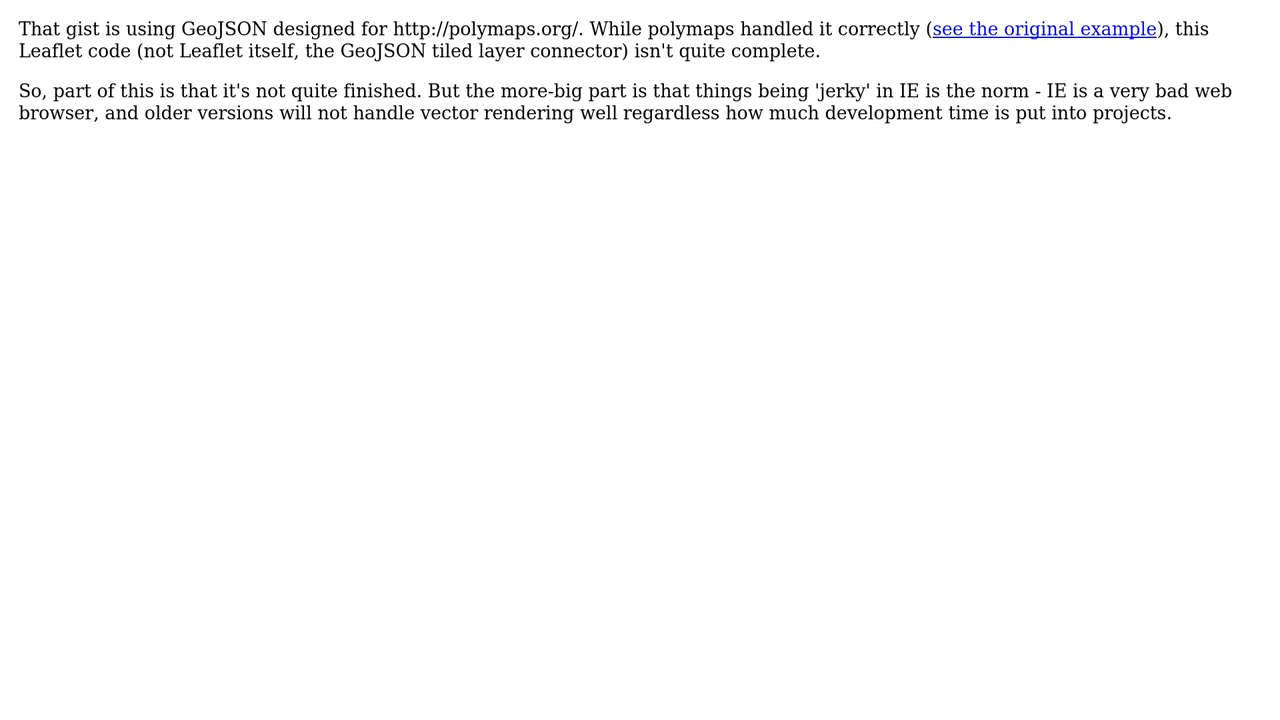 That gist is using GeoJSON designed for http://polymaps.org/. While polymaps handled it correctly (see the original example), this
Leaflet code (not Leaflet itself, the GeoJSON tiled layer connector) isn't quite complete.
So, part of this is that it's not quite finished. But the more-big part is that things being 'jerky' in IE is the norm - IE is a very bad web
browser, and older versions will not handle vector rendering well regardless how much development time is put into projects.